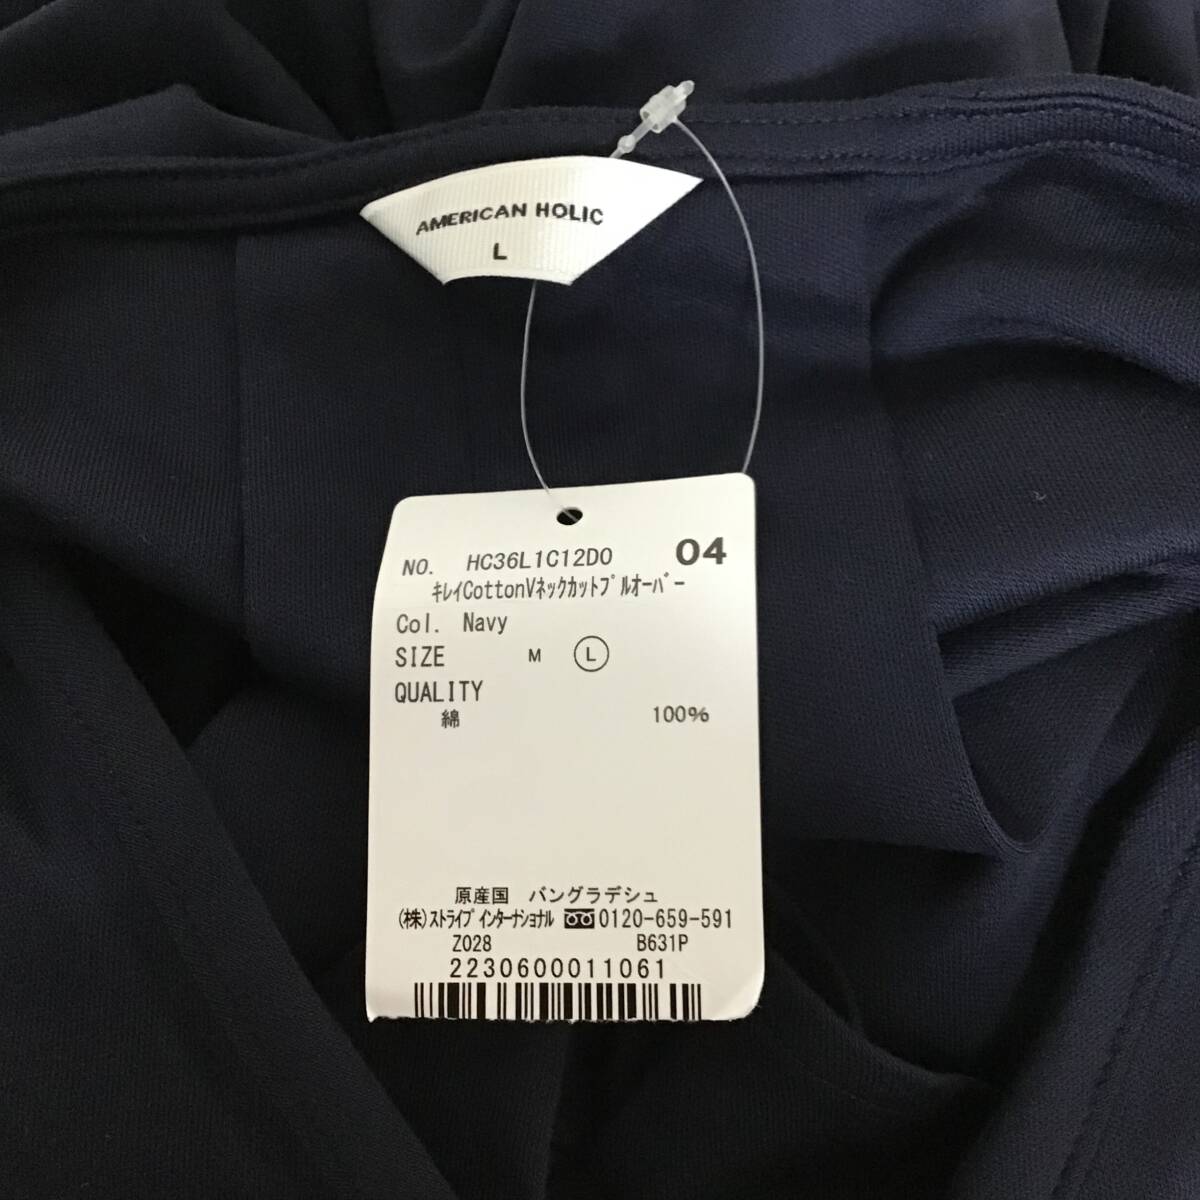 AMERICAN HOLIC
L
NO. HC36L1C12D0 04
ｷﾚｲCottonVﾈｯｸｶｯﾄﾌﾟﾙｵｰﾊﾞｰ
Col. Navy
SIZE M L
QUALITY
綿 100%
原産国 バングラデシュ
(株)ｽﾄﾗｲﾌﾟｲﾝﾀｰﾅｼｮﾅﾙ 0120-659-591
Z028 B631P
2230600011061